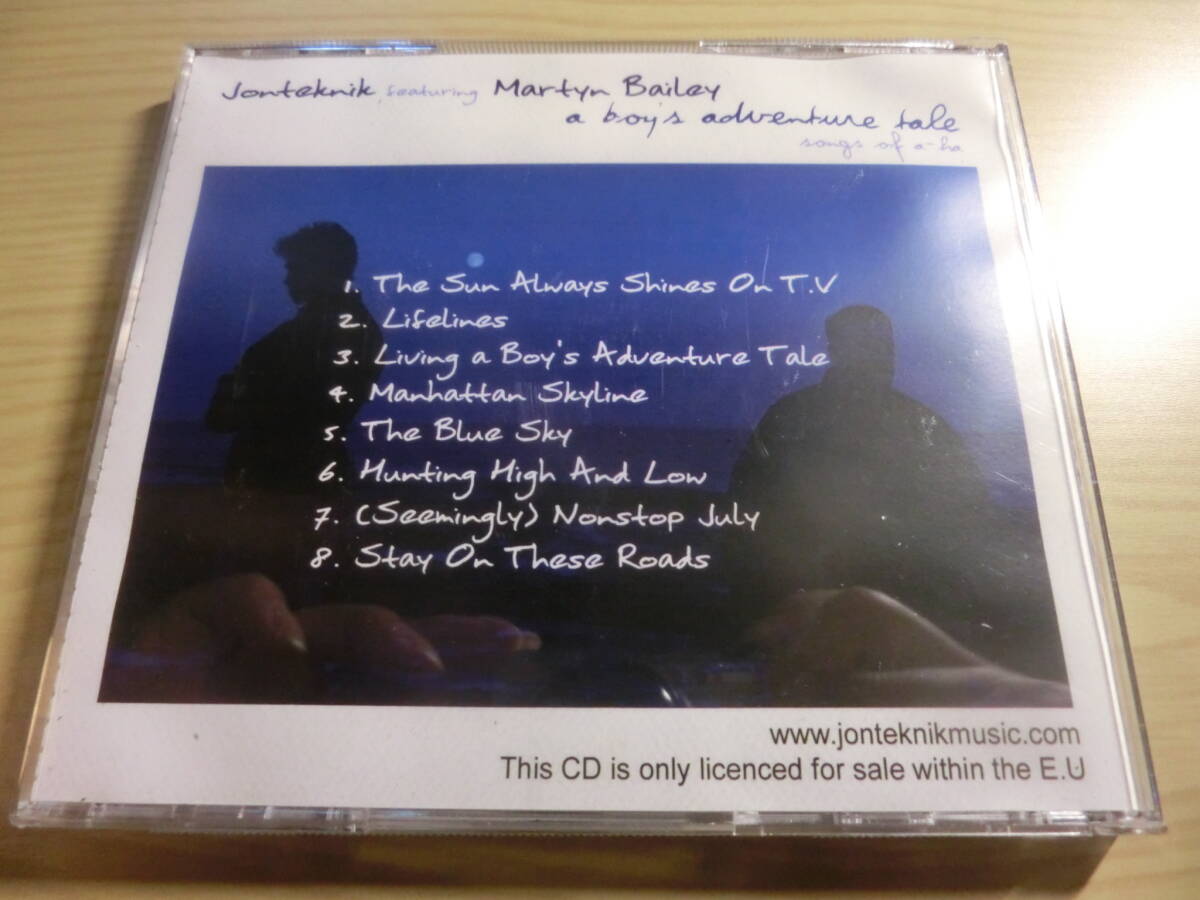 Jonteknik featuring Martyn Bailey
a boy's adventure tale
songs of a-ha
1. The Sun Always Shines On T.V
2. Lifelines
3. Living a Boy's Adventure Tale
4. Manhattan Skyline
5. The Blue Sky
6. Hunting High And Low
7. (Seemingly) Nonstop July
8. Stay On These Roads
www.jonteknikmusic.com
This CD is only licenced for sale within the E.U